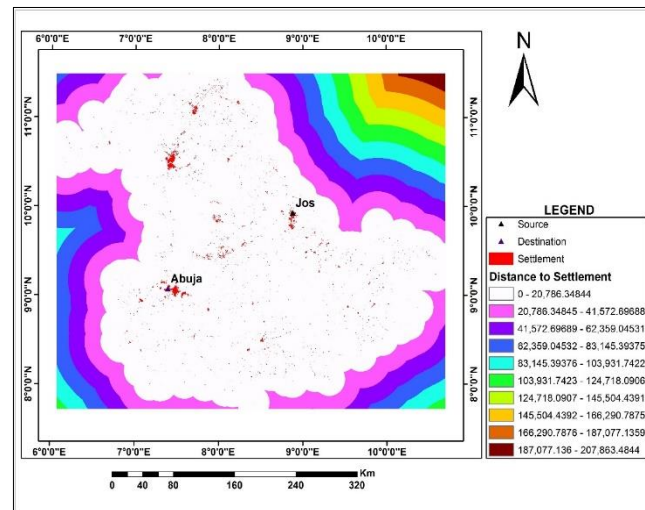 6°0'0"E 7°0'0"E 8°0'0"E 9°0'0"E 10°0'0"E
N
11°0'0"N 11°0'0"N
10°0'0"N 10°0'0"N
9°0'0"N 9°0'0"N
8°0'0"N 8°0'0"N
Jos
Abuja
6°0'0"E 7°0'0"E 8°0'0"E 9°0'0"E 10°0'0"E
Km
0 20 40 80 160 240 320
LEGEND
Source
Destination
Settlement
Distance to Settlement
0 - 20,786.34844
20,786.34845 - 41,572.69688
41,572.69689 - 62,359.04531
62,359.04532 - 83,145.39375
83,145.39376 - 103,931.7422
103,931.7423 - 124,718.0906
124,718.0907 - 145,504.4391
145,504.4392 - 166,290.7875
166,290.7876 - 187,077.1359
187,077.136 - 207,863.4844